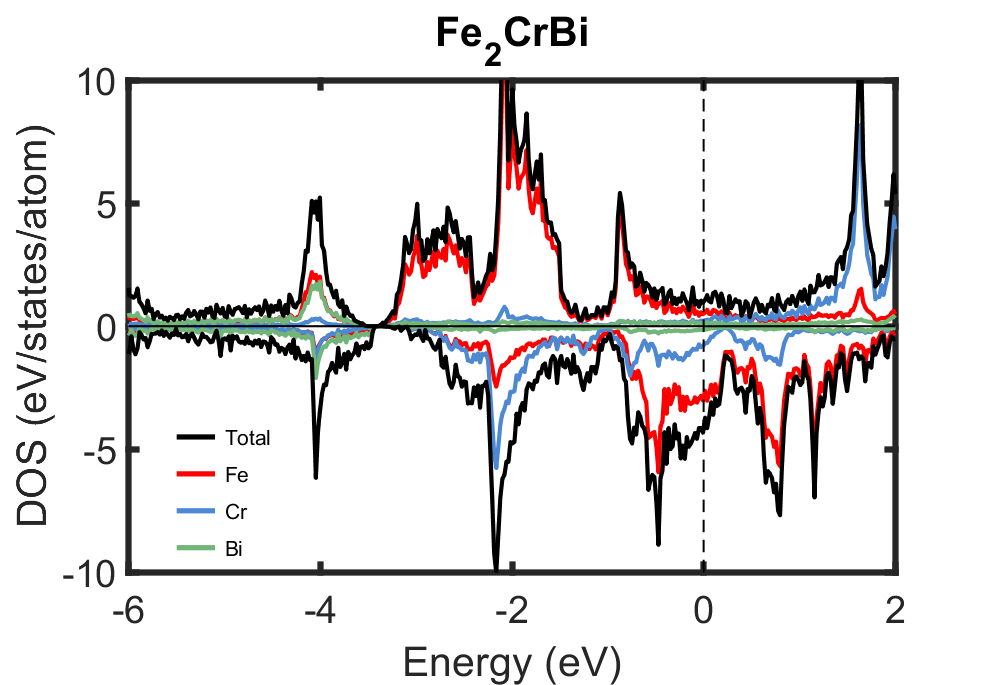 Fe₂CrBi
10
5
0
-5
-10
DOS (eV/states/atom)
Total
Fe
Cr
Bi
-6 -4 -2 0 2
Energy (eV)